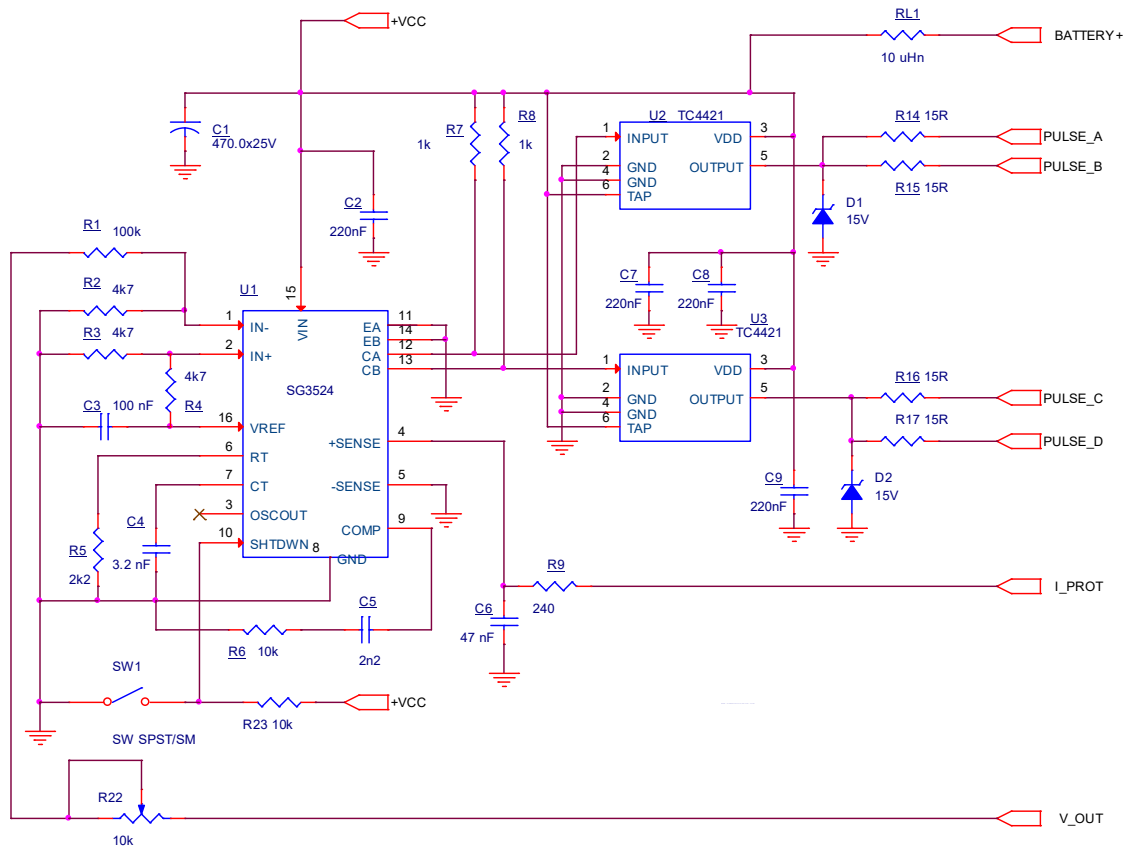 +VCC
RL1
10 uHn
BATTERY+
C1
470.0x25V
R7
1k
R8
1k
U2 TC4421
1 INPUT
2 GND
4 GND
6 TAP
VDD 3
OUTPUT 5
R14 15R
PULSE_A
PULSE_B
R15 15R
D1
15V
C2
220nF
R1 100k
R2 4k7
R3 4k7
4k7
R4
C3 100 nF
U1
15
VIN
SG3524
1 IN-
2 IN+
16 VREF
6 RT
7 CT
3 OSCOUT
10 SHTDWN
8
GND
EA 11
EB 14
CA 12
CB 13
+SENSE 4
-SENSE 5
COMP 9
C7
220nF
C8
220nF
U3
TC4421
1 INPUT
2 GND
4 GND
6 TAP
VDD 3
OUTPUT 5
R16 15R
PULSE_C
R17 15R
PULSE_D
C9
220nF
D2
15V
R5
2k2
C4
3.2 nF
R9
240
I_PROT
C6
47 nF
C5
2n2
R6 10k
SW1
SW SPST/SM
R23 10k
+VCC
R22
10k
V_OUT